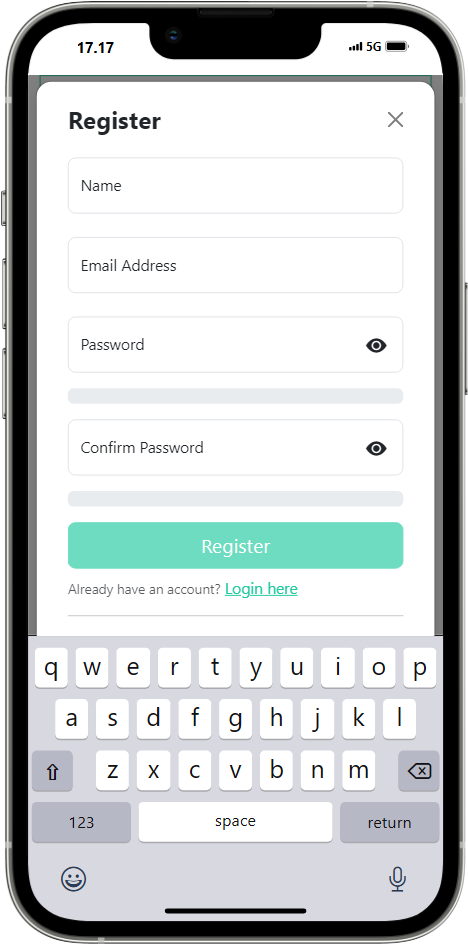 17.17 5G
Register
Name
Email Address
Password
Confirm Password
Register
Already have an account? Login here
q w e r t y u i o p
a s d f g h j k l
z x c v b n m
123 space return